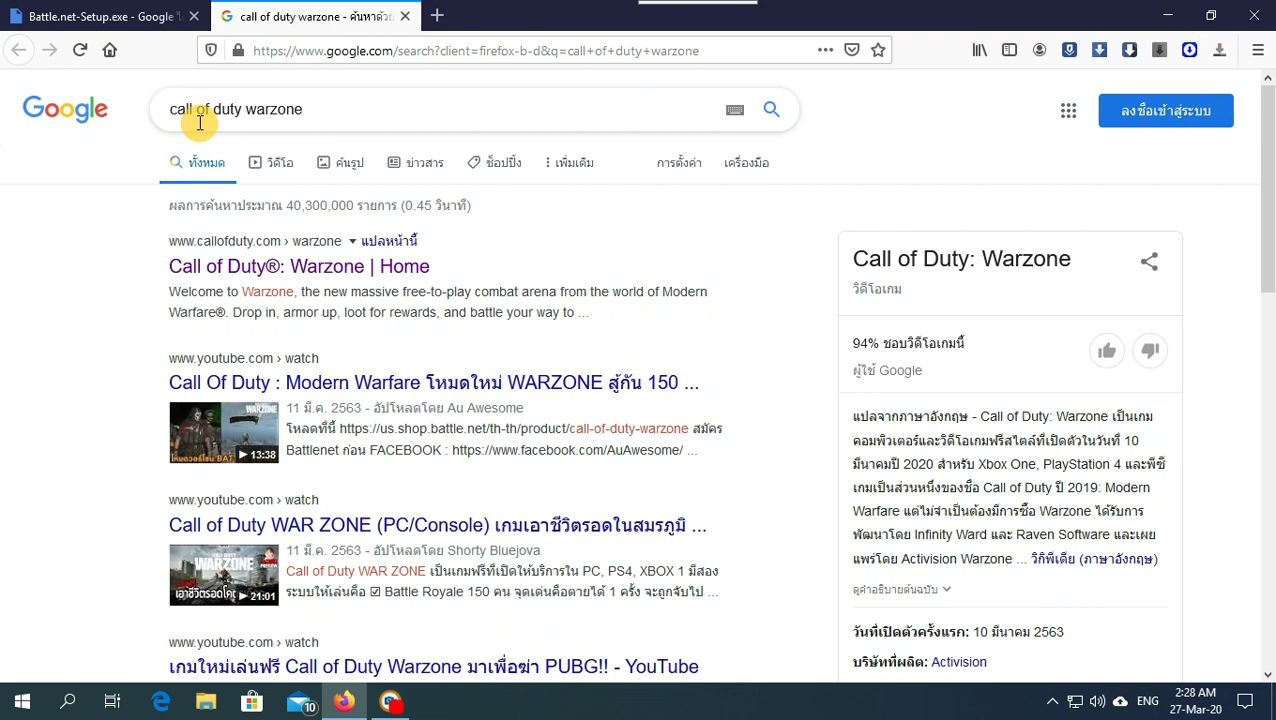 Battle.net-Setup.exe - Google
call of duty warzone - ค้นหาด้วย
https://www.google.com/search?client=firefox-b-d&q=call+of+duty+warzone
Google
call of duty warzone
ลงชื่อเข้าสู่ระบบ
ทั้งหมด
วิดีโอ
ค้นรูป
ข่าวสาร
ช็อปปิ้ง
เพิ่มเติม
การตั้งค่า
เครื่องมือ
ผลการค้นหาประมาณ 40,300,000 รายการ (0.45 วินาที)
www.callofduty.com › warzone ▼ แปลหน้านี้
Call of Duty®: Warzone | Home
Welcome to Warzone, the new massive free-to-play combat arena from the world of Modern
Warfare®. Drop in, armor up, loot for rewards, and battle your way to ...
www.youtube.com › watch
Call Of Duty : Modern Warfare โหมดใหม่ WARZONE สู้กัน 150 ...
WARZONE
13:38
11 มี.ค. 2563 - อัปโหลดโดย Au Awesome
โหลดที่นี้ https://us.shop.battle.net/th-th/product/call-of-duty-warzone สมัคร
Battlenet ก่อน FACEBOOK : https://www.facebook.com/AuAwesome/ ...
www.youtube.com › watch
Call of Duty WAR ZONE (PC/Console) เกมเอาชีวิตรอดในสมรภูมิ ...
WARZONE
21:01
11 มี.ค. 2563 - อัปโหลดโดย Shorty Bluejova
Call of Duty WAR ZONE เป็นเกมฟรีที่เปิดให้บริการใน PC, PS4, XBOX 1 มีสอง
ระบบให้เล่นคือ ☑ Battle Royale 150 คน จุดเด่นคือตายได้ 1 ครั้ง จะถูกจับไป ...
www.youtube.com › watch
เกมใหม่เล่นฟรี Call of Duty Warzone มาเพื่อฆ่า PUBG!! - YouTube
Call of Duty: Warzone
วิดีโอเกม
94% ชอบวิดีโอเกมนี้
ผู้ใช้ Google
แปลจากภาษาอังกฤษ - Call of Duty: Warzone เป็นเกม
คอมพิวเตอร์และวิดีโอเกมฟรีสไตล์ที่เปิดตัวในวันที่ 10
มีนาคมปี 2020 สำหรับ Xbox One, PlayStation 4 และพีซี
เกมเป็นส่วนหนึ่งของชื่อ Call of Duty ปี 2019: Modern
Warfare แต่ไม่จำเป็นต้องมีการซื้อ Warzone ได้รับการ
พัฒนาโดย Infinity Ward และ Raven Software และเผย
แพร่โดย Activision Warzone ... วิกิพีเดีย (ภาษาอังกฤษ)
ดูคำอธิบายต้นฉบับ
วันที่เปิดตัวครั้งแรก: 10 มีนาคม 2563
บริษัทที่ผลิต: Activision
10
ENG
2:28 AM
27-Mar-20